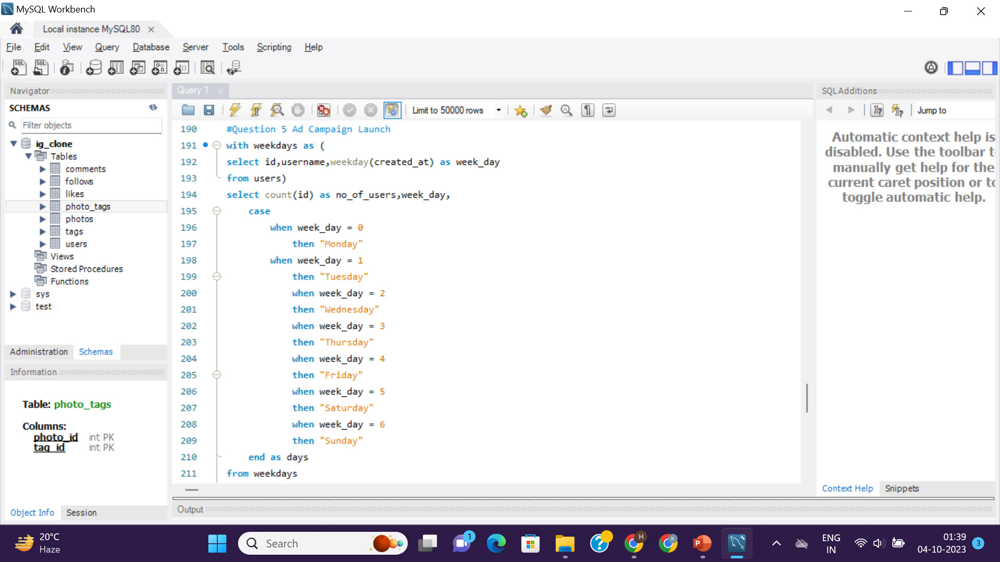 MySQL Workbench
Local instance MySQL80
File Edit View Query Database Server Tools Scripting Help
Navigator
SCHEMAS
Filter objects
ig_clone
Tables
comments
follows
likes
photo_tags
photos
tags
users
Views
Stored Procedures
Functions
sys
test
Administration Schemas
Information
Table: photo_tags
Columns:
photo_id int PK
tag_id int PK
Object Info Session
Query 1
Limit to 50000 rows
190 #Question 5 Ad Campaign Launch
191 with weekdays as (
192 select id,username,weekday(created_at) as week_day
193 from users)
194 select count(id) as no_of_users,week_day,
195 case
196 when week_day = 0
197 then "Monday"
198 when week_day = 1
199 then "Tuesday"
200 when week_day = 2
201 then "Wednesday"
202 when week_day = 3
203 then "Thursday"
204 when week_day = 4
205 then "Friday"
206 when week_day = 5
207 then "Saturday"
208 when week_day = 6
209 then "Sunday"
210 end as days
211 from weekdays
Output
SQLAdditions
Jump to
Automatic context help is
disabled. Use the toolbar t
manually get help for the
current caret position or to
toggle automatic help.
Context Help Snippets
20°C
Haze
Search
1
H
K
P
ENG
IN
01:39
04-10-2023
3